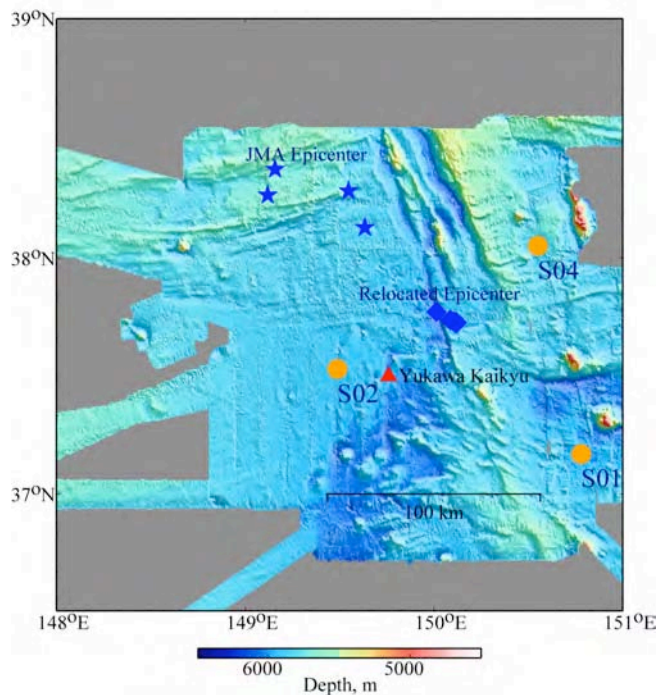 39°N
JMA Epicenter
38°N
S04
Relocated Epicenter
Yukawa Kaikyu
S02
S01
37°N
100 km
148°E 149°E 150°E 151°E
6000 5000
Depth, m